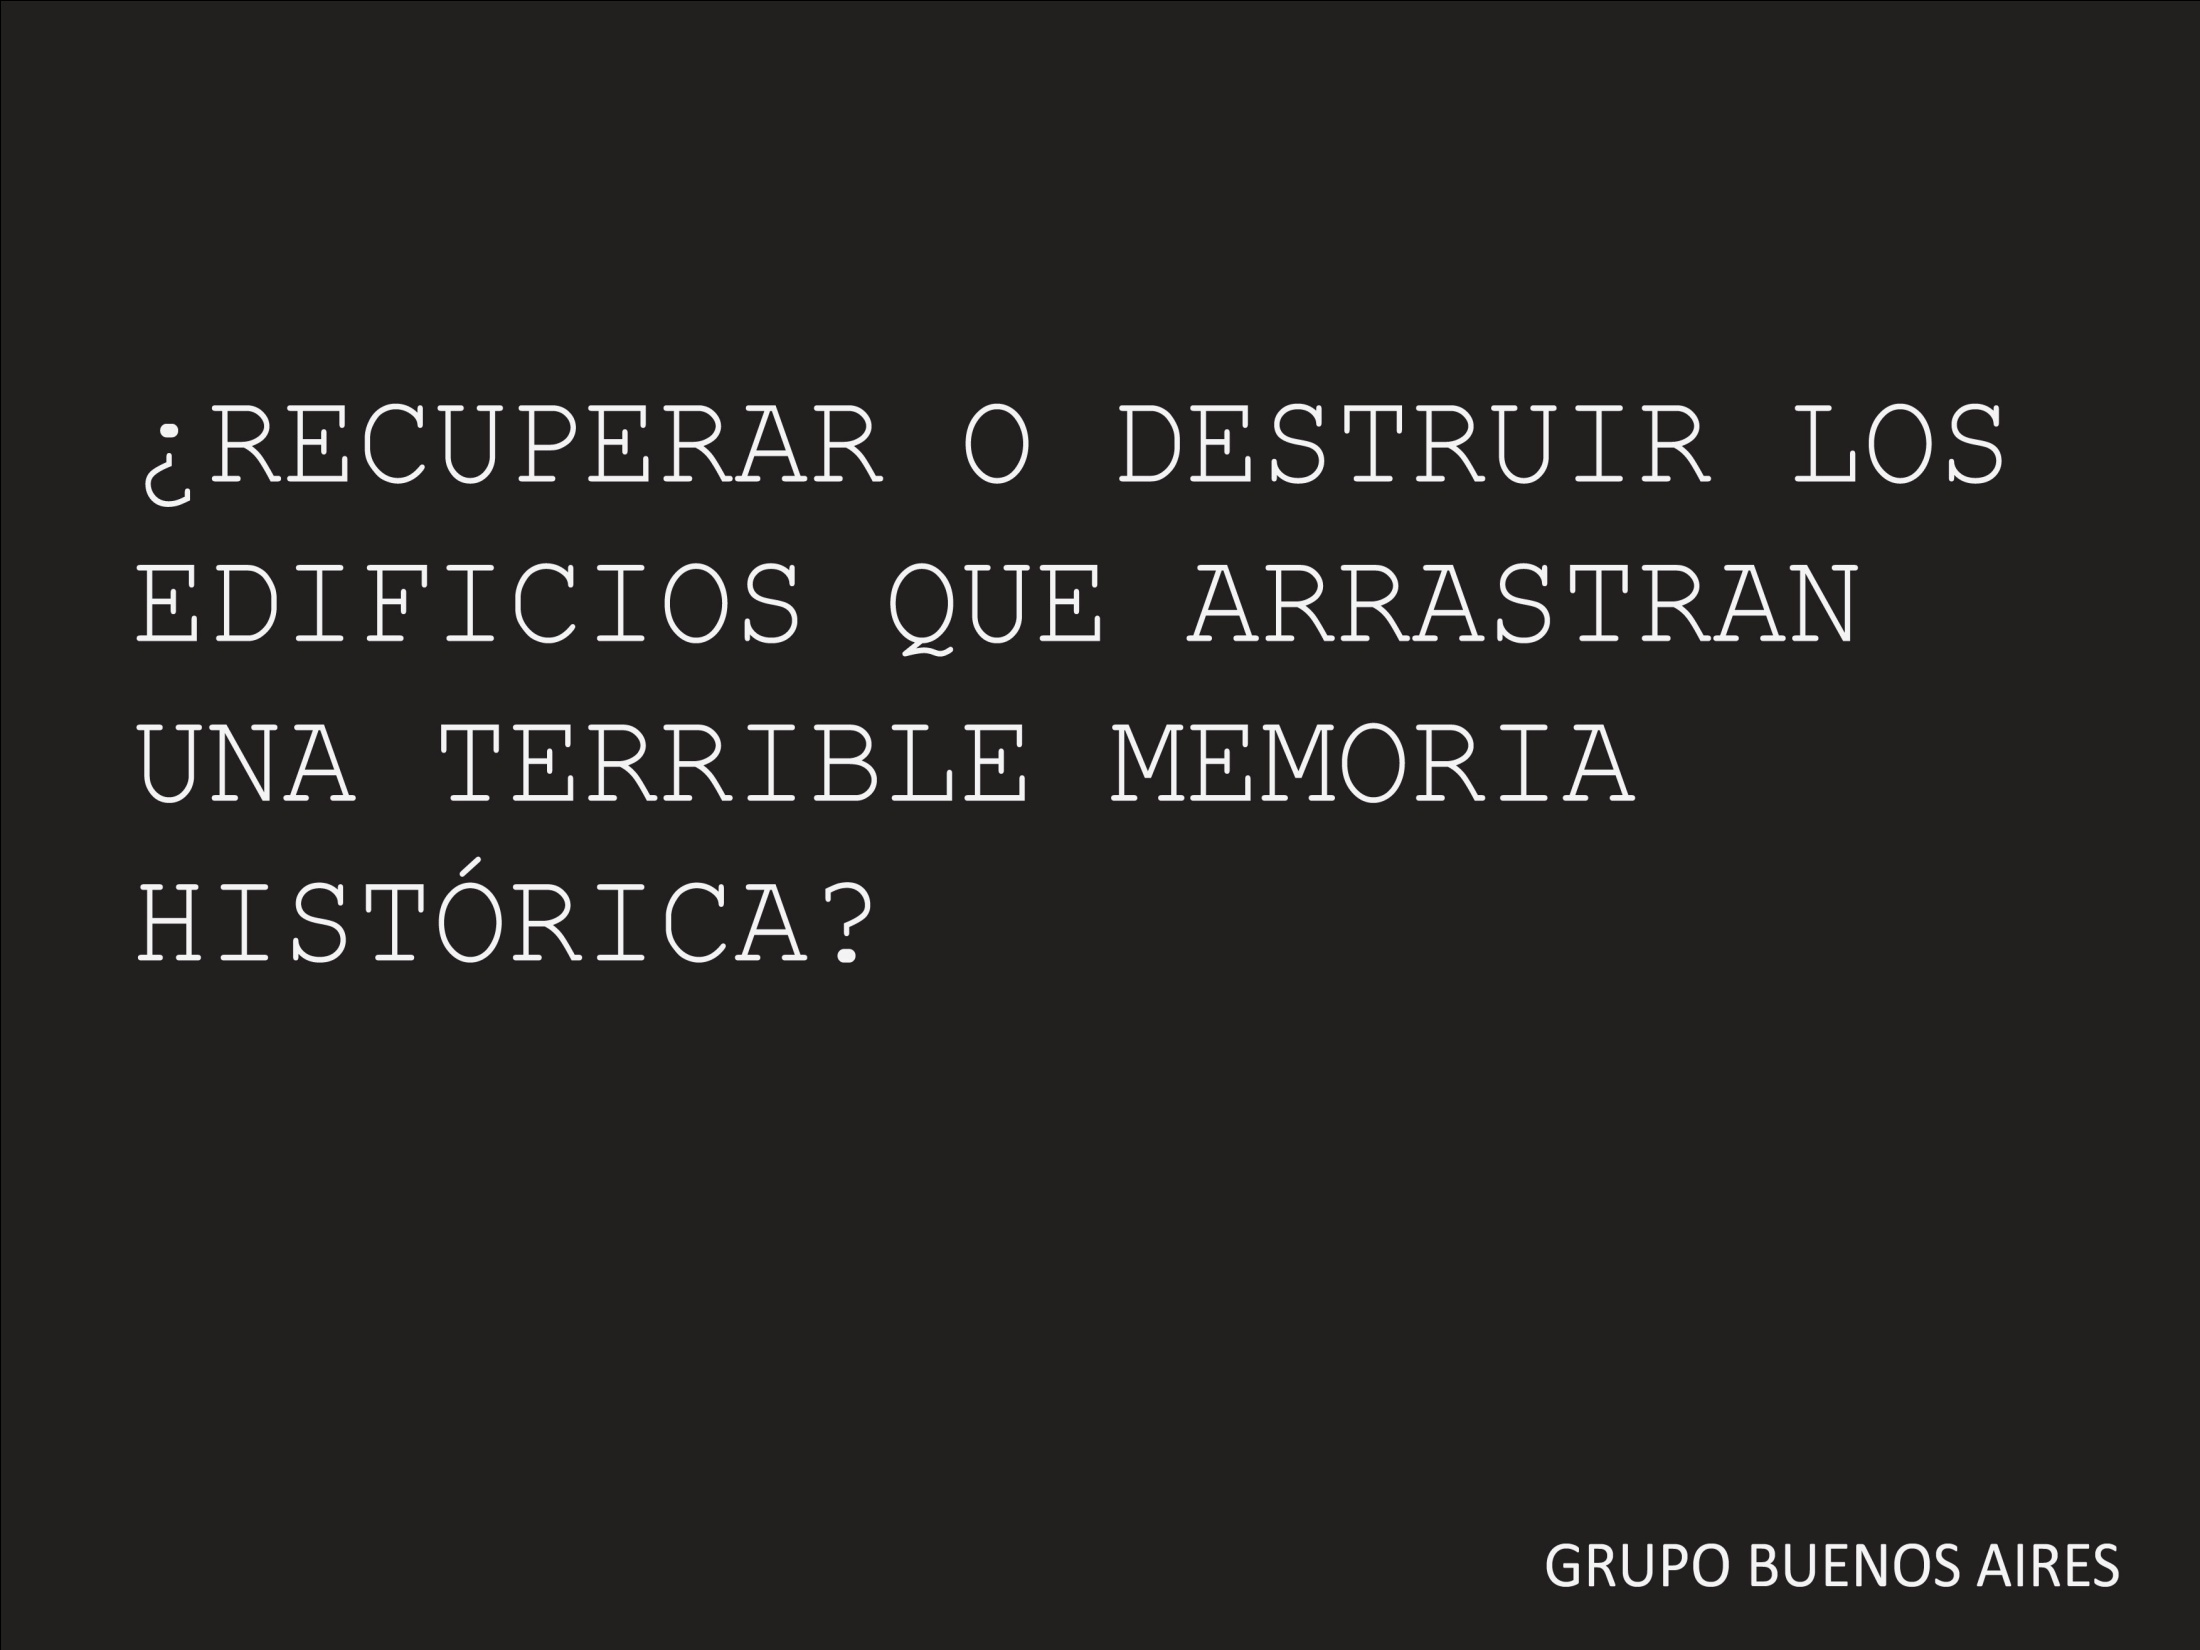 ¿RECUPERAR O DESTRUIR LOS
EDIFICIOS QUE ARRASTRAN
UNA TERRIBLE MEMORIA
HISTÓRICA?
GRUPO BUENOS AIRES